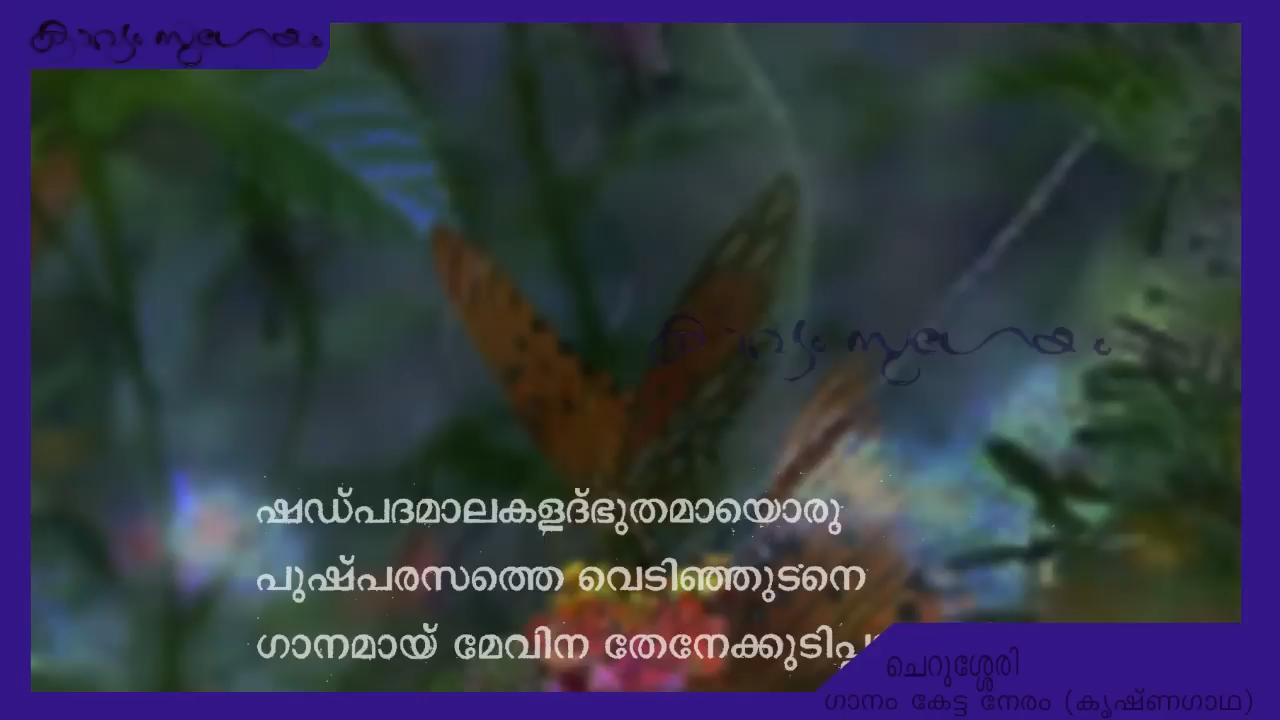 കാവ്യം സുഗേയം
കാവ്യം സുഗേയം
ഷഡ്പദമാലകളദ്ഭുതമായൊരു
പുഷ്പരസത്തെ വെടിഞ്ഞുടനെ
ഗാനമായ് മേവിന
ചെറുശ്ശേരി
ഗാനം കേട്ട നേരം (കൃഷ്ണഗാഥ)